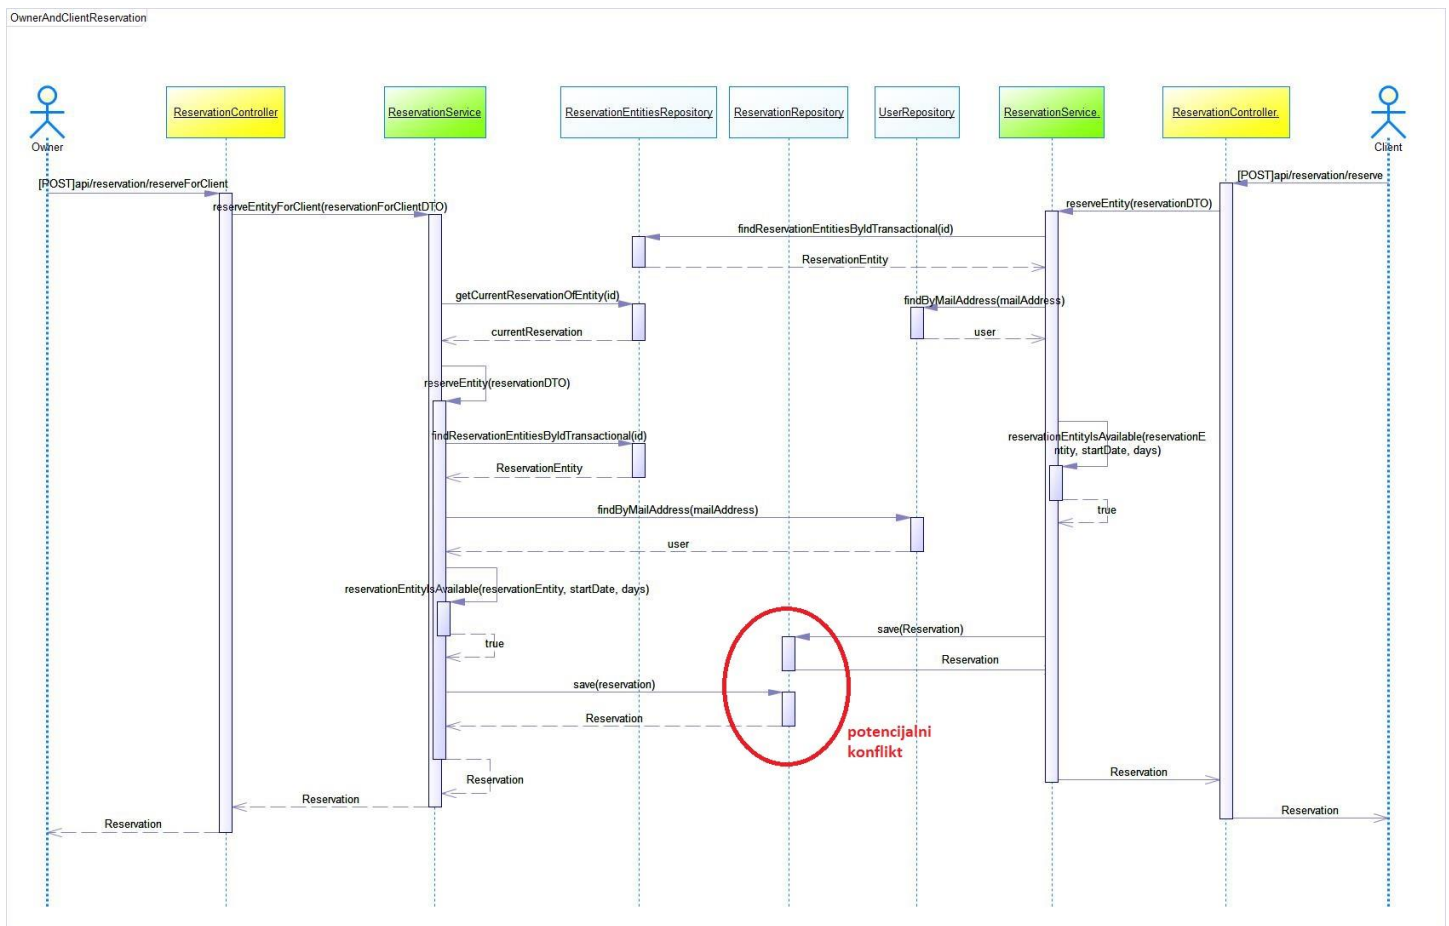 OwnerAndClientReservation
ReservationController
ReservationService
ReservationEntitiesRepository
ReservationRepository
UserRepository
ReservationService.
ReservationController.
Owner
Client
[POST]api/reservation/reserve
[POST]api/reservation/reserveForClient
reserveEntity(reservationDTO)
reserveEntityForClient(reservationForClientDTO)
findReservationEntitiesByIdTransactional(id)
ReservationEntity
getCurrentReservationOfEntity(id)
findByMailAddress(mailAddress)
currentReservation
user
reserveEntity(reservationDTO)
findReservationEntitiesByIdTransactional(id)
reservationEntityIsAvailable(reservationE
ntity, startDate, days)
ReservationEntity
findByMailAddress(mailAddress)
true
user
reservationEntityIsAvailable(reservationEntity, startDate, days)
save(Reservation)
true
Reservation
save(reservation)
Reservation
potencijalni
konflikt
Reservation
Reservation
Reservation
Reservation
Reservation